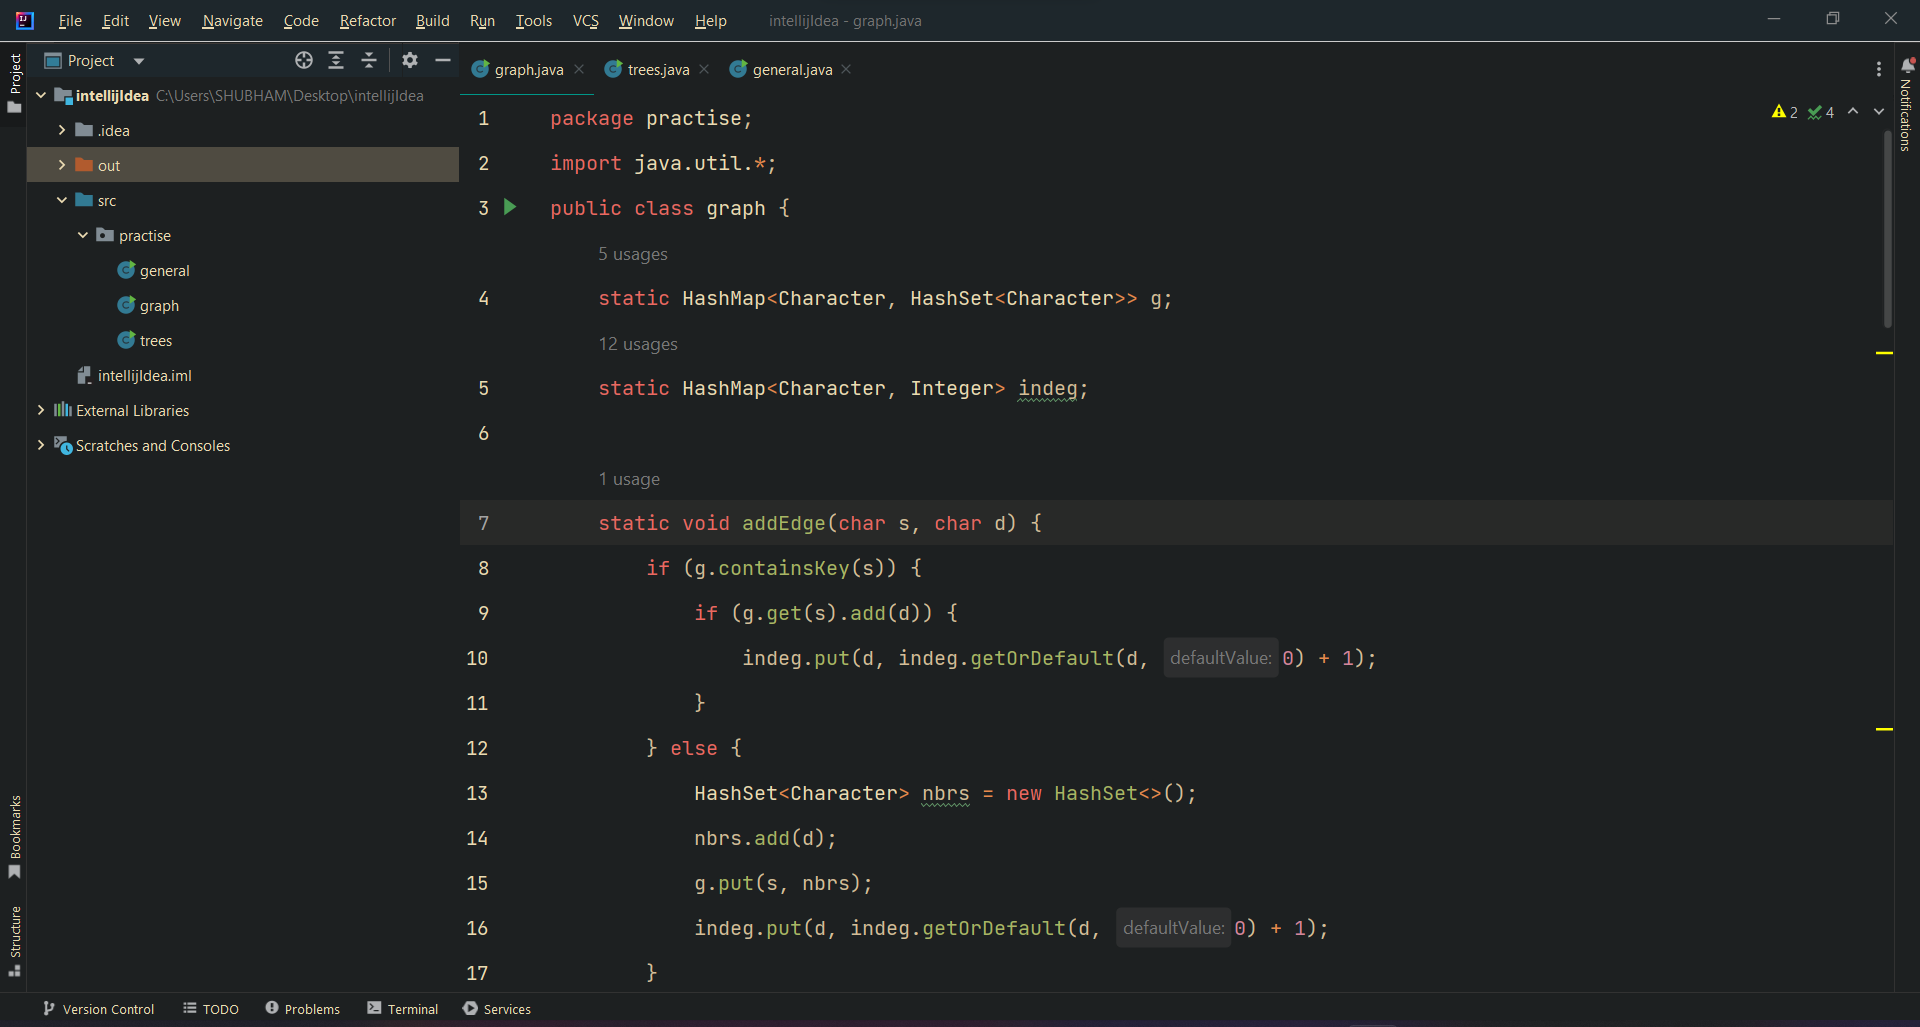 File Edit View Navigate Code Refactor Build Run Tools VCS Window Help intellijIdea - graph.java
Project
Project
graph.java
trees.java
general.java
Notifications
intellijIdea C:\Users\SHUBHAM\Desktop\intellijIdea
.idea
out
src
practise
general
graph
trees
intellijIdea.iml
External Libraries
Scratches and Consoles
2 4
1 package practise;
2 import java.util.*;
3 public class graph {
5 usages
4 static HashMap<Character, HashSet<Character>> g;
12 usages
5 static HashMap<Character, Integer> indeg;
6
1 usage
7 static void addEdge(char s, char d) {
8 if (g.containsKey(s)) {
9 if (g.get(s).add(d)) {
10 indeg.put(d, indeg.getOrDefault(d, defaultValue: 0) + 1);
11 }
12 } else {
13 HashSet<Character> nbrs = new HashSet<>();
14 nbrs.add(d);
15 g.put(s, nbrs);
16 indeg.put(d, indeg.getOrDefault(d, defaultValue: 0) + 1);
17 }
Bookmarks
Structure
Version Control TODO Problems Terminal Services